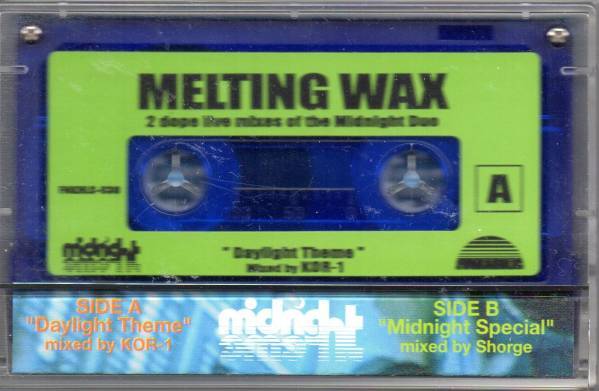 MELTING WAX
2 dope live mixes of the Midnight Duo
A
midnight
"Daylight Theme"
Mixed by KOR-1
SIDE A
"Daylight Theme"
mixed by KOR-1
midnight
SIDE B
"Midnight Special"
mixed by Shorge